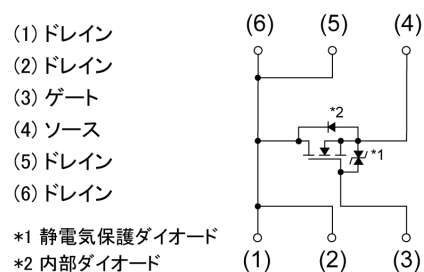 (1) ドレイン
(2) ドレイン
(3) ゲート
(4) ソース
(5) ドレイン
(6) ドレイン
*1 静電気保護ダイオード
*2 内部ダイオード
(6) (5) (4)
*2
*1
(1) (2) (3)